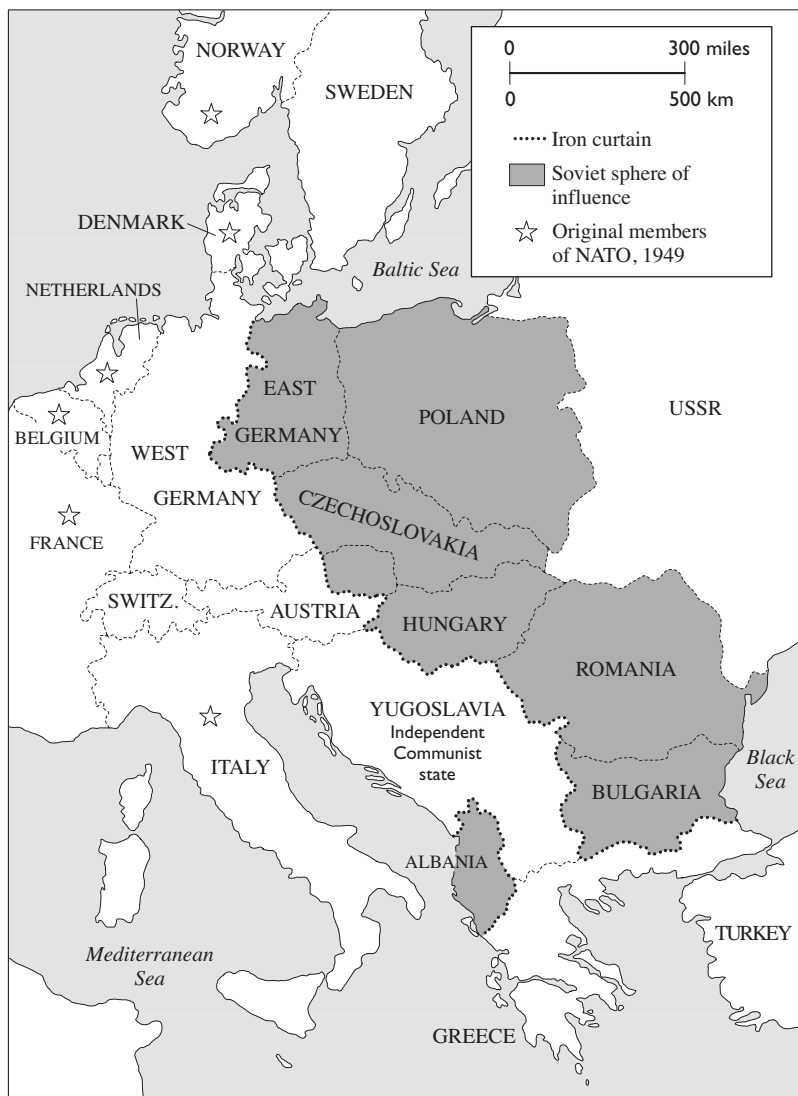 NORWAY
SWEDEN
0 300 miles
0 500 km
Iron curtain
Soviet sphere of
influence
Original members
of NATO, 1949
DENMARK
Baltic Sea
NETHERLANDS
EAST
GERMANY
POLAND
USSR
BELGIUM
WEST
GERMANY
CZECHOSLOVAKIA
FRANCE
SWITZ.
AUSTRIA
HUNGARY
ROMANIA
YUGOSLAVIA
Independent
Communist
state
ITALY
Black
Sea
BULGARIA
ALBANIA
TURKEY
Mediterranean
Sea
GREECE